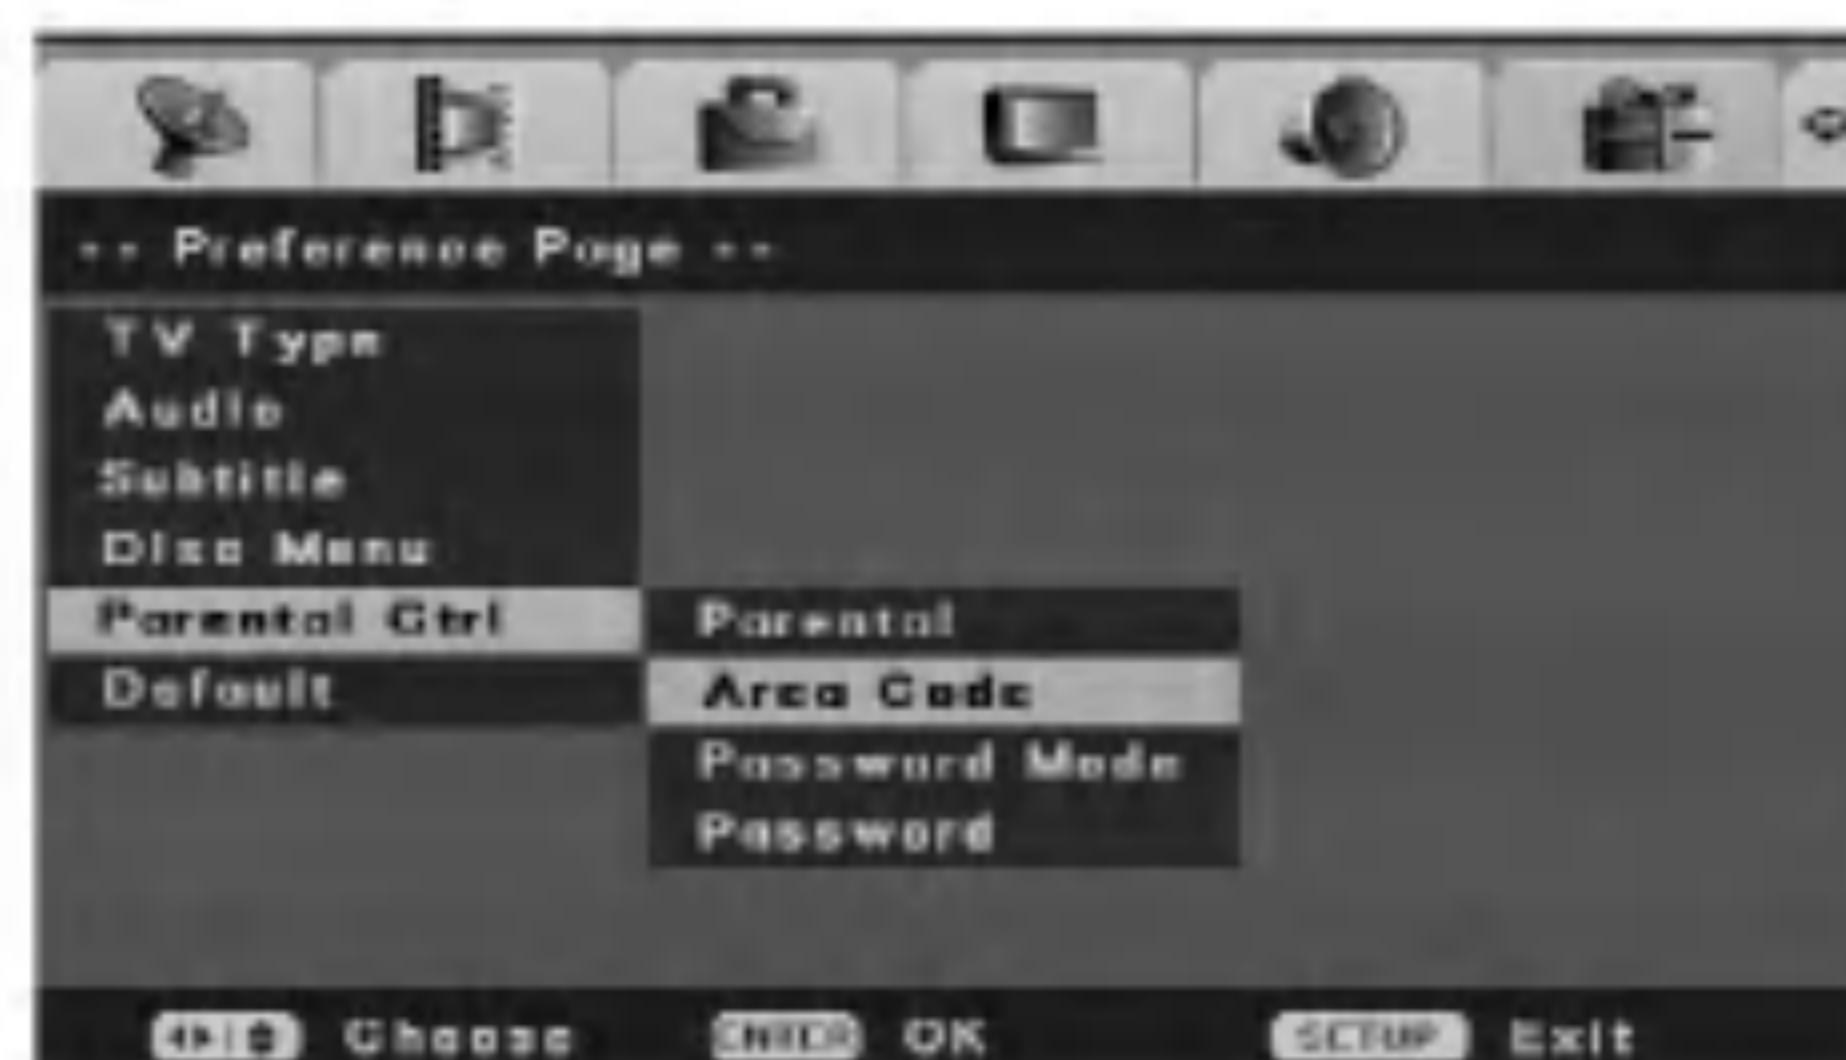 -- Preference Page --
TV Type
Audio
Subtitle
Disc Menu
Parental Ctrl
Parental
Default
Area Code
Password Mode
Password
Choose ENTER OK SETUP Exit